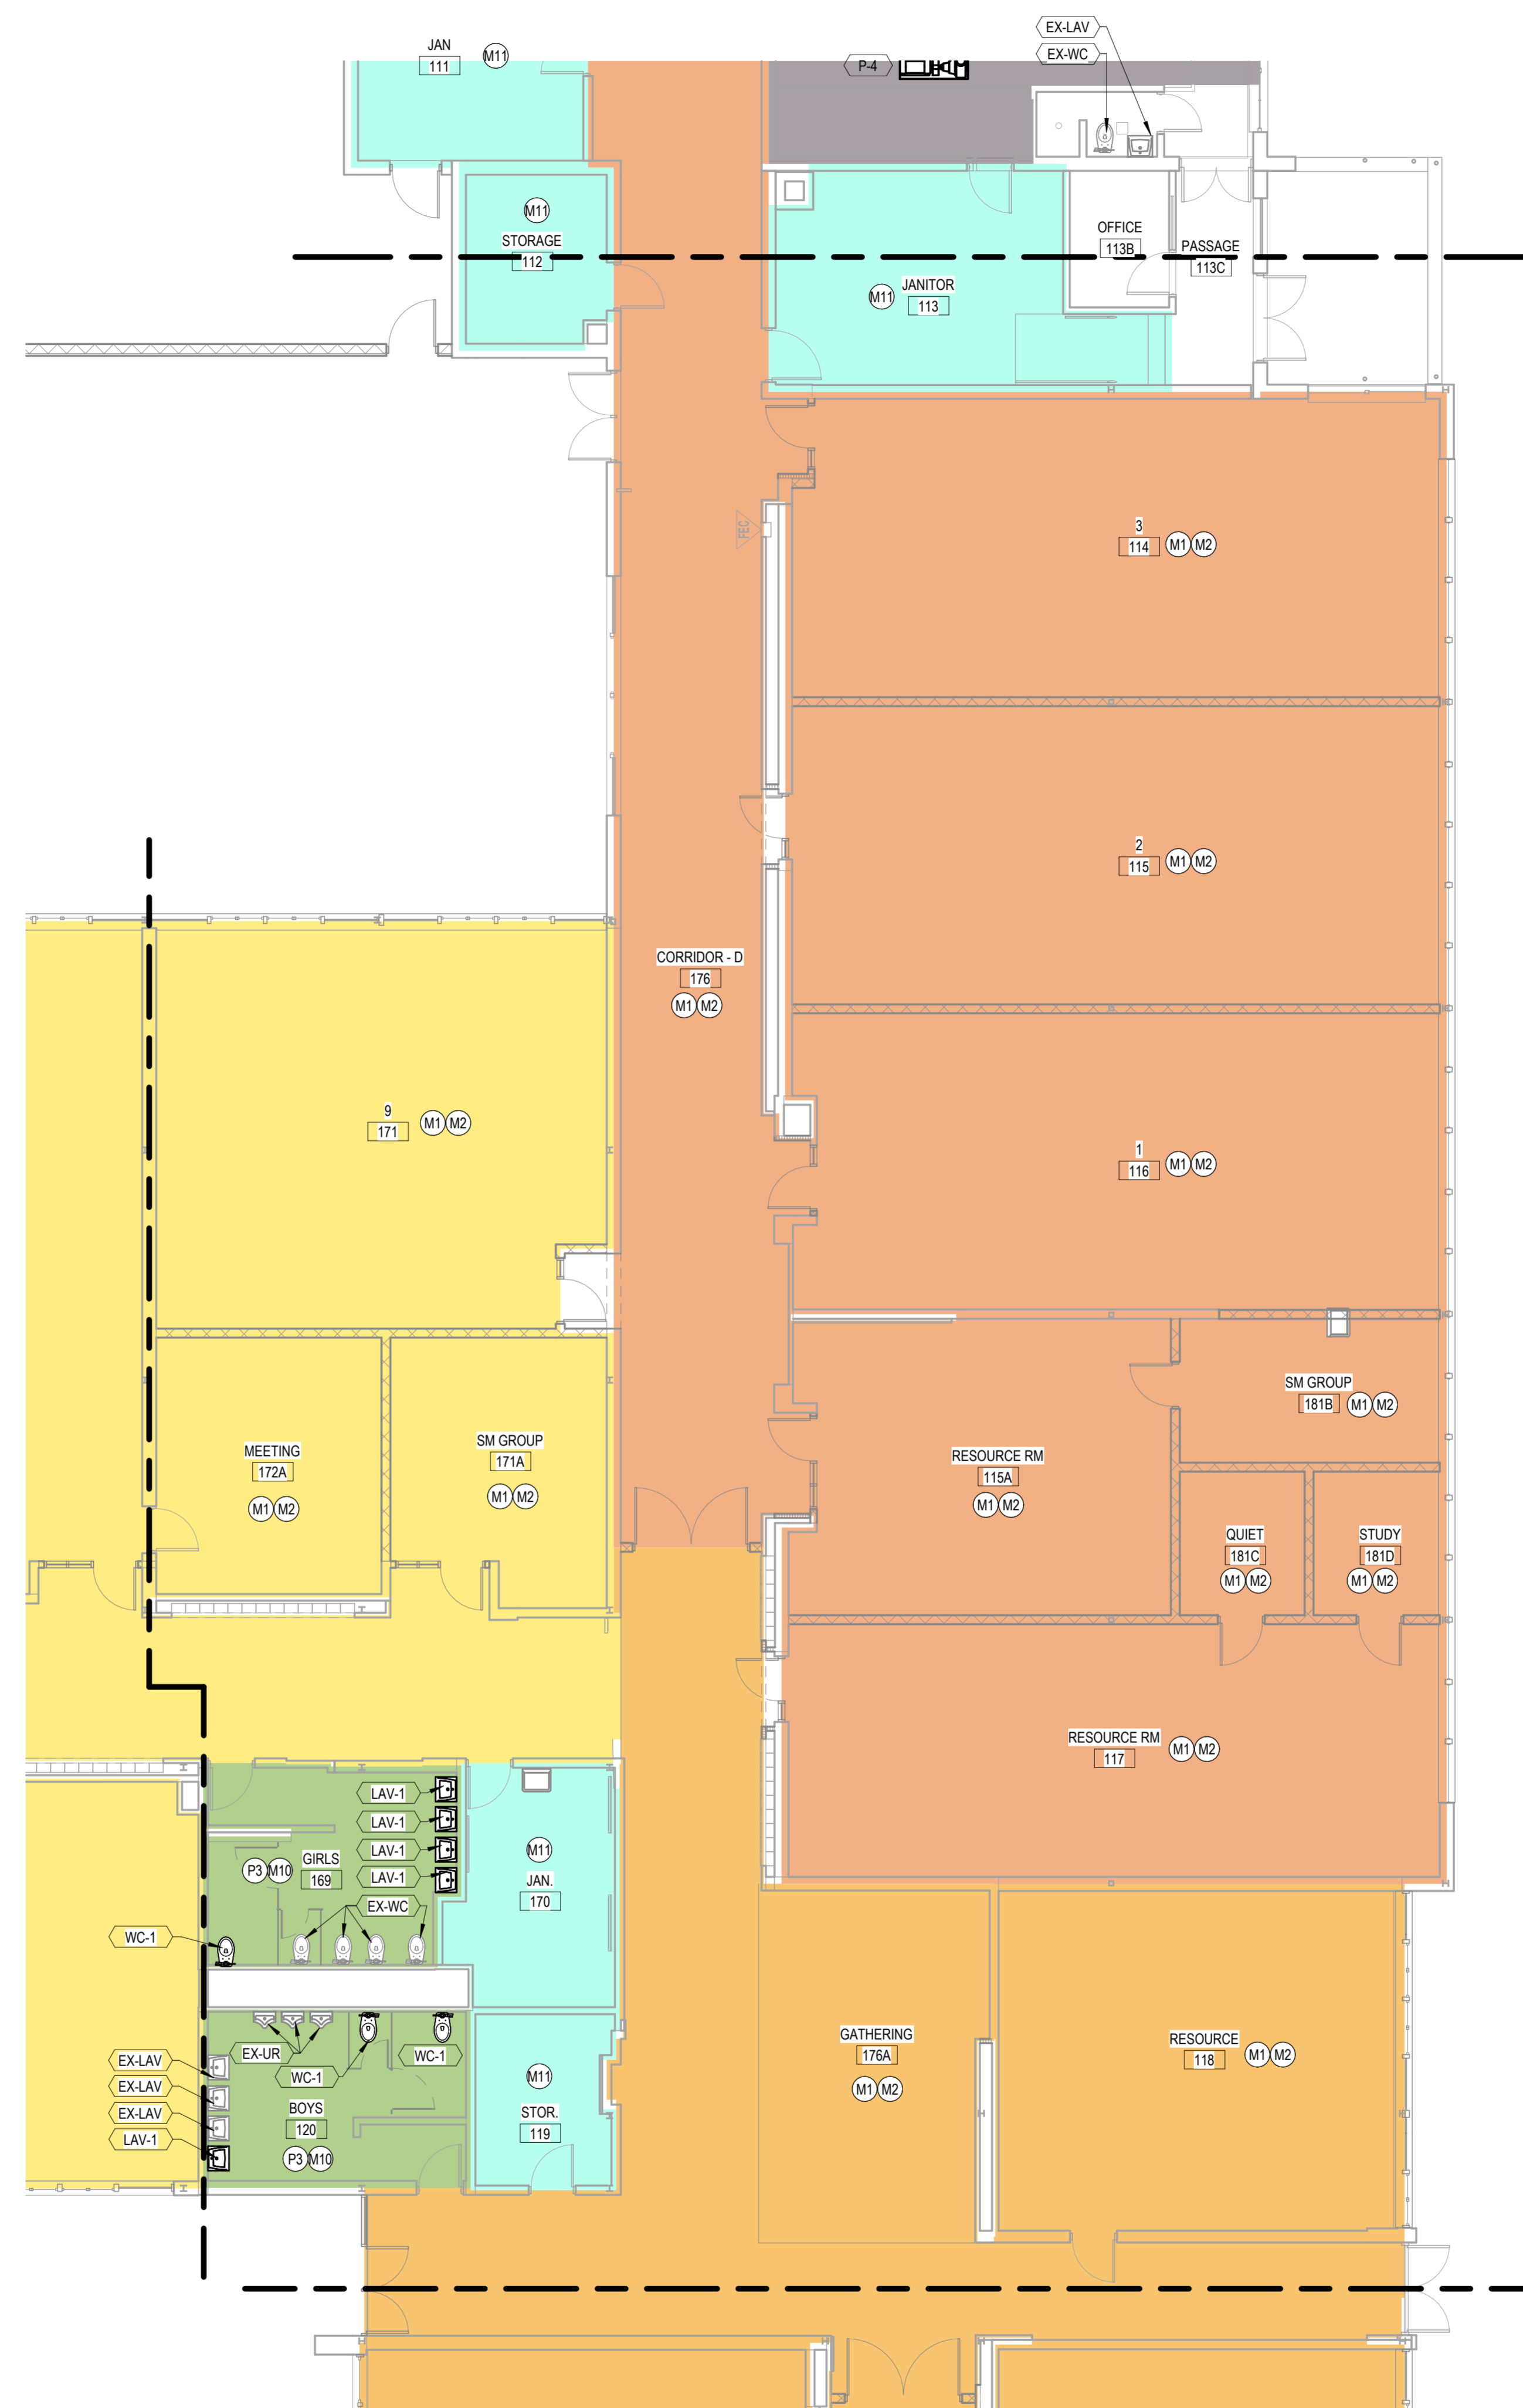 EX-LAV
JAN
M11
111
EX-WC
P-4
M11
STORAGE
112
OFFICE
113B
PASSAGE
113C
JANITOR
M11
113
3
114 M1 M2
FEC
2
115 M1 M2
CORRIDOR - D
176
M1 M2
9
171 M1 M2
1
116 M1 M2
SM GROUP
181B M1 M2
MEETING
172A
M1 M2
SM GROUP
171A
M1 M2
RESOURCE RM
115A
M1 M2
QUIET
181C
M1 M2
STUDY
181D
M1 M2
RESOURCE RM
117
M1 M2
LAV-1
LAV-1
LAV-1
LAV-1
P3 M10
GIRLS
169
M11
JAN.
170
EX-WC
WC-1
EX-UR
WC-1
WC-1
EX-LAV
EX-LAV
EX-LAV
LAV-1
BOYS
120
P3 M10
M11
STOR.
119
GATHERING
176A
M1 M2
RESOURCE
118
M1 M2